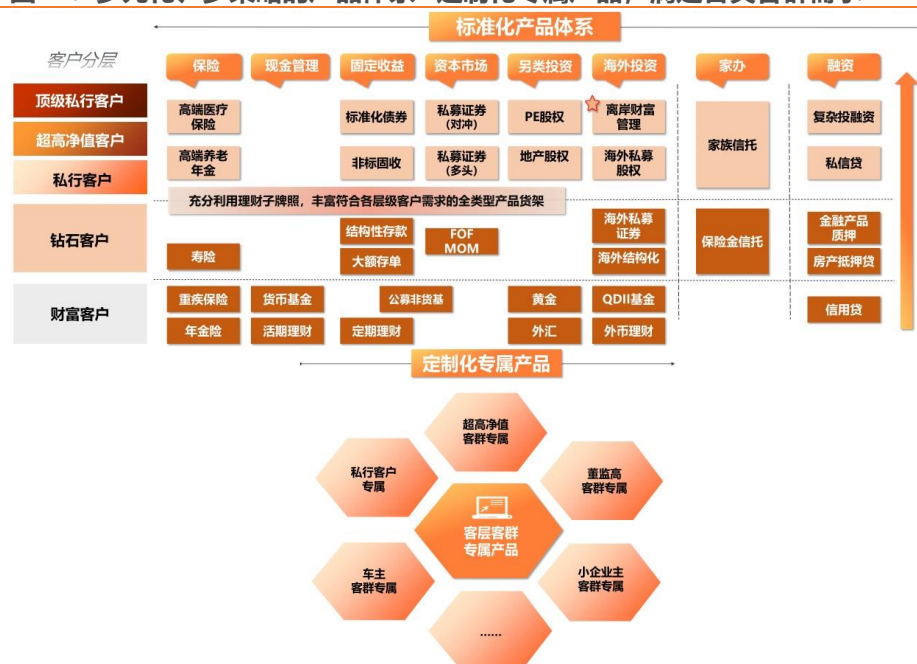 标准化产品体系
客户分层
保险
现金管理
固定收益
资本市场
另类投资
海外投资
家办
融资
顶级私行客户
超高净值客户
私行客户
高端医疗
保险
标准化债券
私募证券
(对冲)
PE股权
离岸财富
管理
家族信托
复杂投融资
高端养老
年金
非标固收
私募证券
(多头)
地产股权
海外私募
股权
私信贷
充分利用理财子牌照，丰富符合各层级客户需求的全类型产品货架
钻石客户
寿险
结构性存款
大额存单
FOF
MOM
海外私募
证券
海外结构化
保险金信托
金融产品
质押
房产抵押贷
财富客户
重疾保险
货币基金
公募非货基
黄金
QDII基金
信用贷
年金险
活期理财
定期理财
外汇
外币理财
定制化专属产品
超高净值
客群专属
私行客户
专属
董监高
客群专属
客层客群
专属产品
车主
客群专属
小企业主
客群专属
......